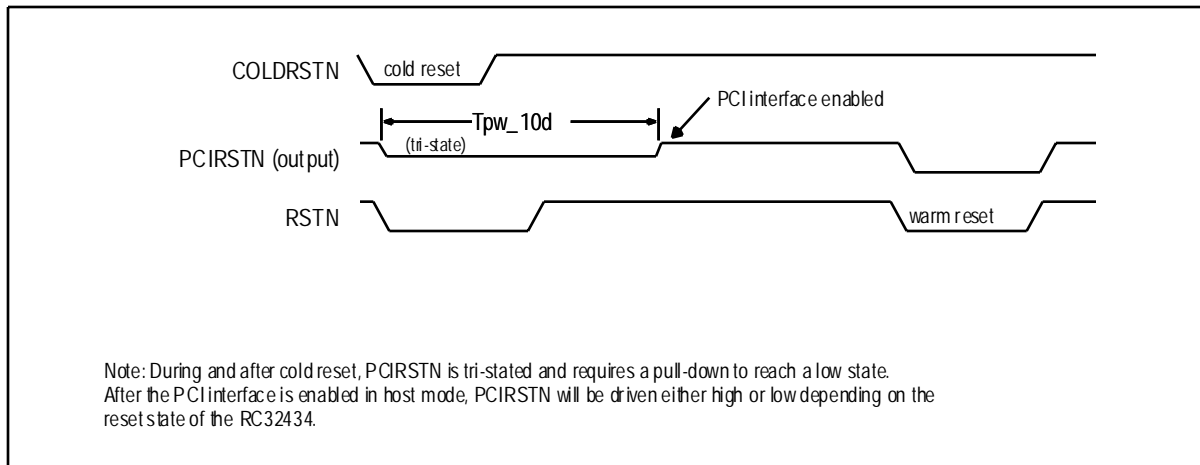 COLDRSTN
cold reset
PCI interface enabled
Tpw_10d
(tri-state)
PCIRSTN (output)
RSTN
warm reset
Note: During and after cold reset, PCIRSTN is tri-stated and requires a pull-down to reach a low state.
After the PCI interface is enabled in host mode, PCIRSTN will be driven either high or low depending on the
reset state of the RC32434.